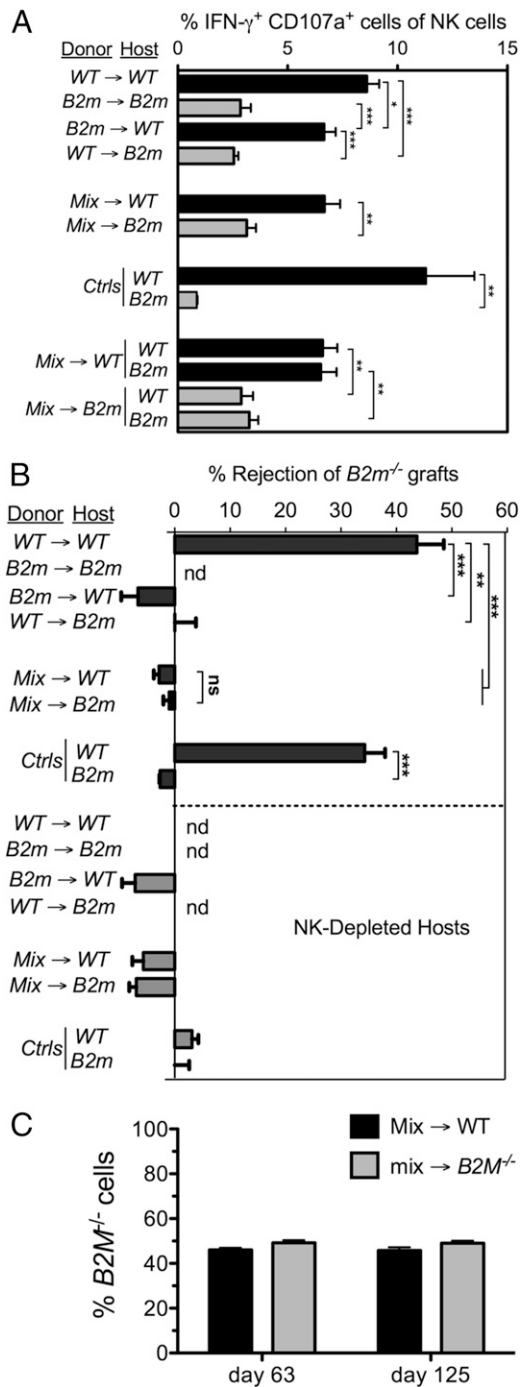 A
% IFN-γ+ CD107a+ cells of NK cells
Donor Host
0 5 10 15
WT → WT
B2m → B2m
B2m → WT
WT → B2m
*** * ***
***
Mix → WT
Mix → B2m
**
Ctrls WT
B2m
**
Mix → WT WT
B2m
Mix → B2m WT
B2m
** **
B
% Rejection of B2m-/- grafts
Donor Host
0 10 20 30 40 50 60
WT → WT
B2m → B2m nd
B2m → WT
WT → B2m
*** ** ***
Mix → WT
Mix → B2m
ns
Ctrls WT
B2m
***
WT → WT nd
B2m → B2m nd
B2m → WT
WT → B2m nd
NK-Depleted Hosts
Mix → WT
Mix → B2m
Ctrls WT
B2m
C
% B2M-/- cells
100
80
60
40
20
0
Mix → WT
mix → B2M-/-
day 63 day 125